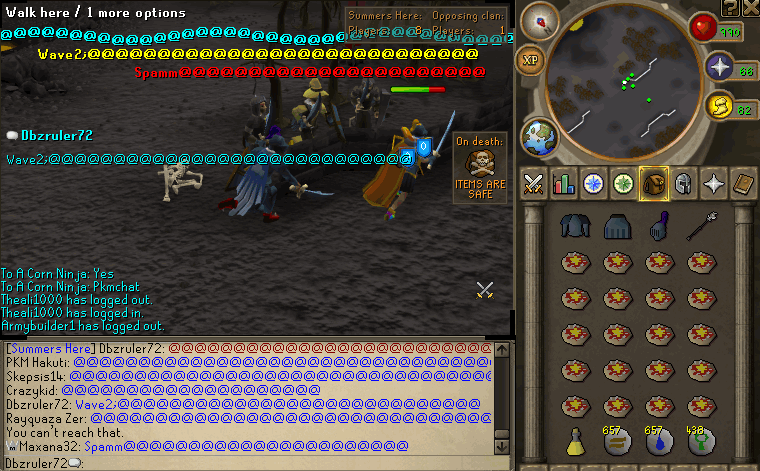 Walk here / 1 more options
Summers Here: Opposing clan:
Players: 8 Players: 1
@@@@@@@@@@@@@@@@@@@@@@@@@@@@@@@@@@@@@@@@
Wave2;@@@@@@@@@@@@@@@@@@@@@@@@@@@@@@
Spamm@@@@@@@@@@@@@@@@@@@@@@@@
Dbzruler72
Wave2;@@@@@@@@@@@@@@@@@@@@@@@@@@@@
0
On death:
ITEMS ARE
SAFE
To A Corn Ninja: Yes
To A Corn Ninja: Pkmchat
Theali1000 has logged out.
Theali1000 has logged in.
Armybuilder1 has logged out.
[Summers Here] Dbzruler72: @@@@@@@@@@@@@@@@@@@@@@@@@
PKM Hakuti: @@@@@@@@@@@@@@@@@@@@@@@@@@@@@@@@
Skepsis14: @@@@@@@@@@@@@@@@@@@@@@@@@@@@@@@@@
Crazykid: @@@@@@@@@@@@@@@@@@@@
Dbzruler72: Wave2;@@@@@@@@@@@@@@@@@@@@@@@@@@@@
Rayquaza Zer: @@@@@@@@@@@@@@@@@@@@@@@@@@@@@@@
You can't reach that.
Maxana32: Spamm@@@@@@@@@@@@@@@@@@@@@@
Dbzruler72:
XP
990
66
62
657
657
438